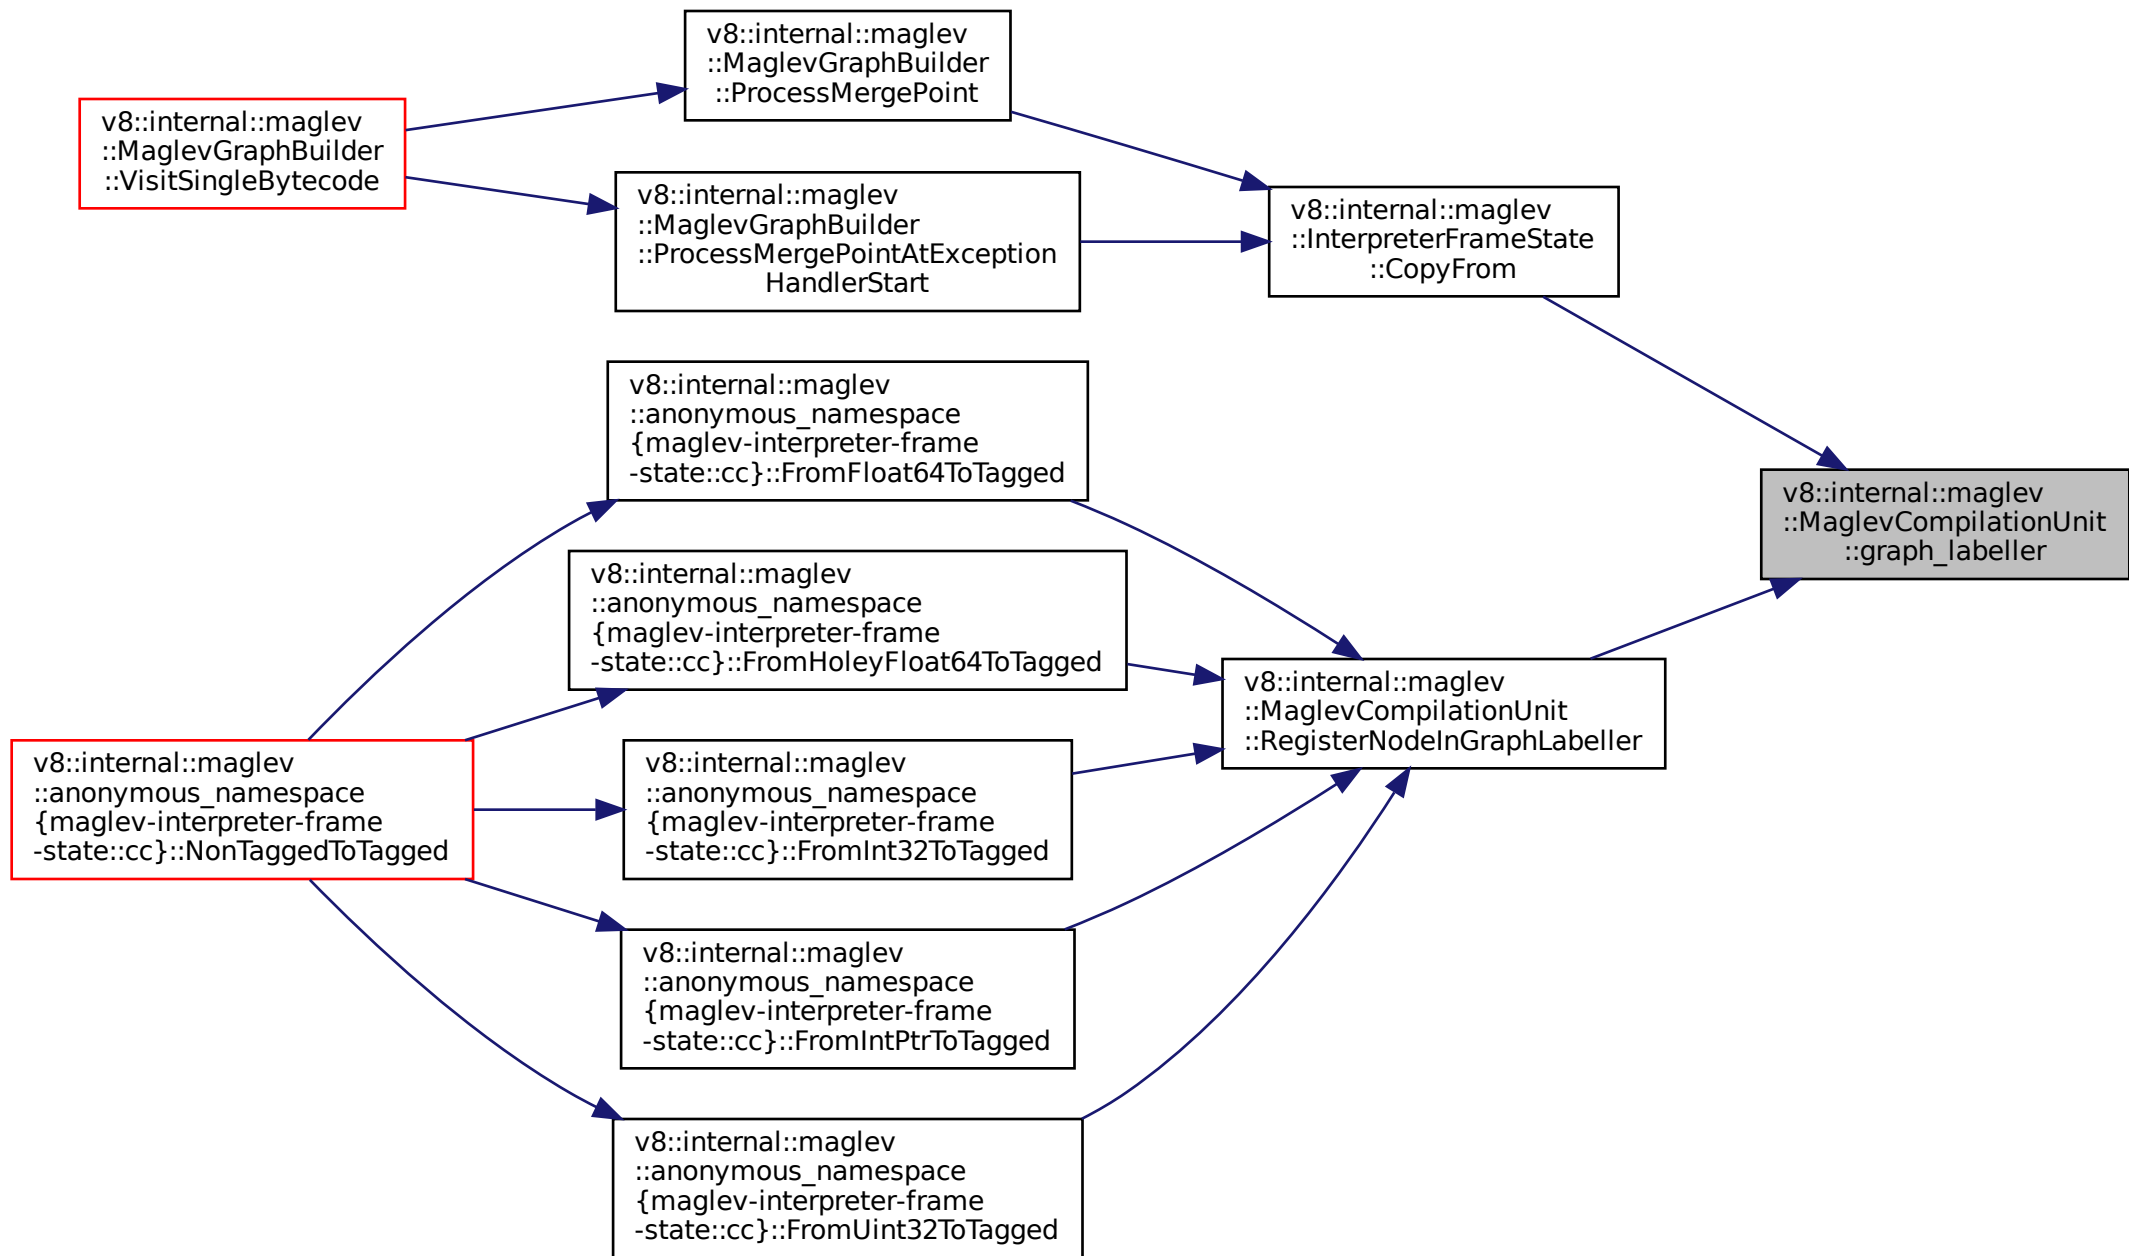 v8::internal::maglev
::MaglevGraphBuilder
::ProcessMergePoint
v8::internal::maglev
::MaglevGraphBuilder
::VisitSingleBytecode
v8::internal::maglev
::MaglevGraphBuilder
::ProcessMergePointAtException
HandlerStart
v8::internal::maglev
::InterpreterFrameState
::CopyFrom
v8::internal::maglev
::anonymous_namespace
{maglev-interpreter-frame
-state::cc}::FromFloat64ToTagged
v8::internal::maglev
::MaglevCompilationUnit
::graph_labeller
v8::internal::maglev
::anonymous_namespace
{maglev-interpreter-frame
-state::cc}::FromHoleyFloat64ToTagged
v8::internal::maglev
::MaglevCompilationUnit
::RegisterNodeInGraphLabeller
v8::internal::maglev
::anonymous_namespace
{maglev-interpreter-frame
-state::cc}::NonTaggedToTagged
v8::internal::maglev
::anonymous_namespace
{maglev-interpreter-frame
-state::cc}::FromInt32ToTagged
v8::internal::maglev
::anonymous_namespace
{maglev-interpreter-frame
-state::cc}::FromIntPtrToTagged
v8::internal::maglev
::anonymous_namespace
{maglev-interpreter-frame
-state::cc}::FromUint32ToTagged